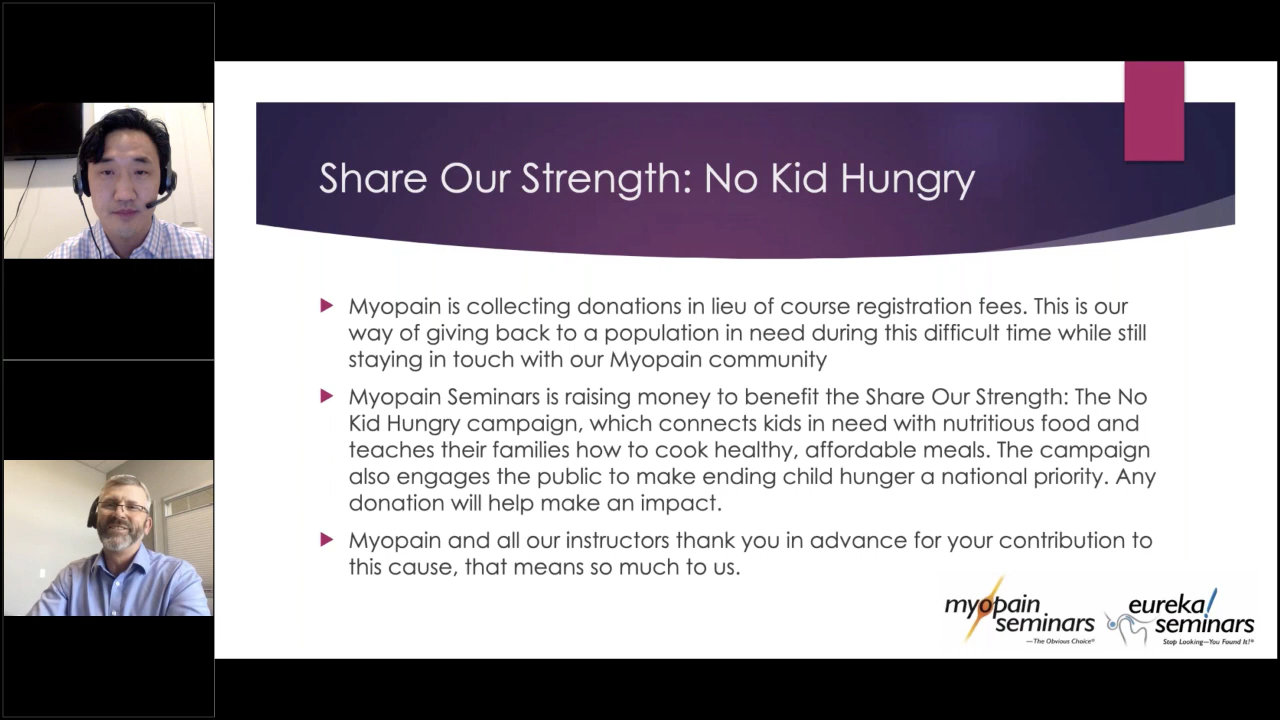 Share Our Strength: No Kid Hungry
Myopain is collecting donations in lieu of course registration fees. This is our
way of giving back to a population in need during this difficult time while still
staying in touch with our Myopain community
Myopain Seminars is raising money to benefit the Share Our Strength: The No
Kid Hungry campaign, which connects kids in need with nutritious food and
teaches their families how to cook healthy, affordable meals. The campaign
also engages the public to make ending child hunger a national priority. Any
donation will help make an impact.
Myopain and all our instructors thank you in advance for your contribution to
this cause, that means so much to us.
myopain
seminars
—The Obvious Choice®
eureka!
seminars
Stop Looking—You Found It!®